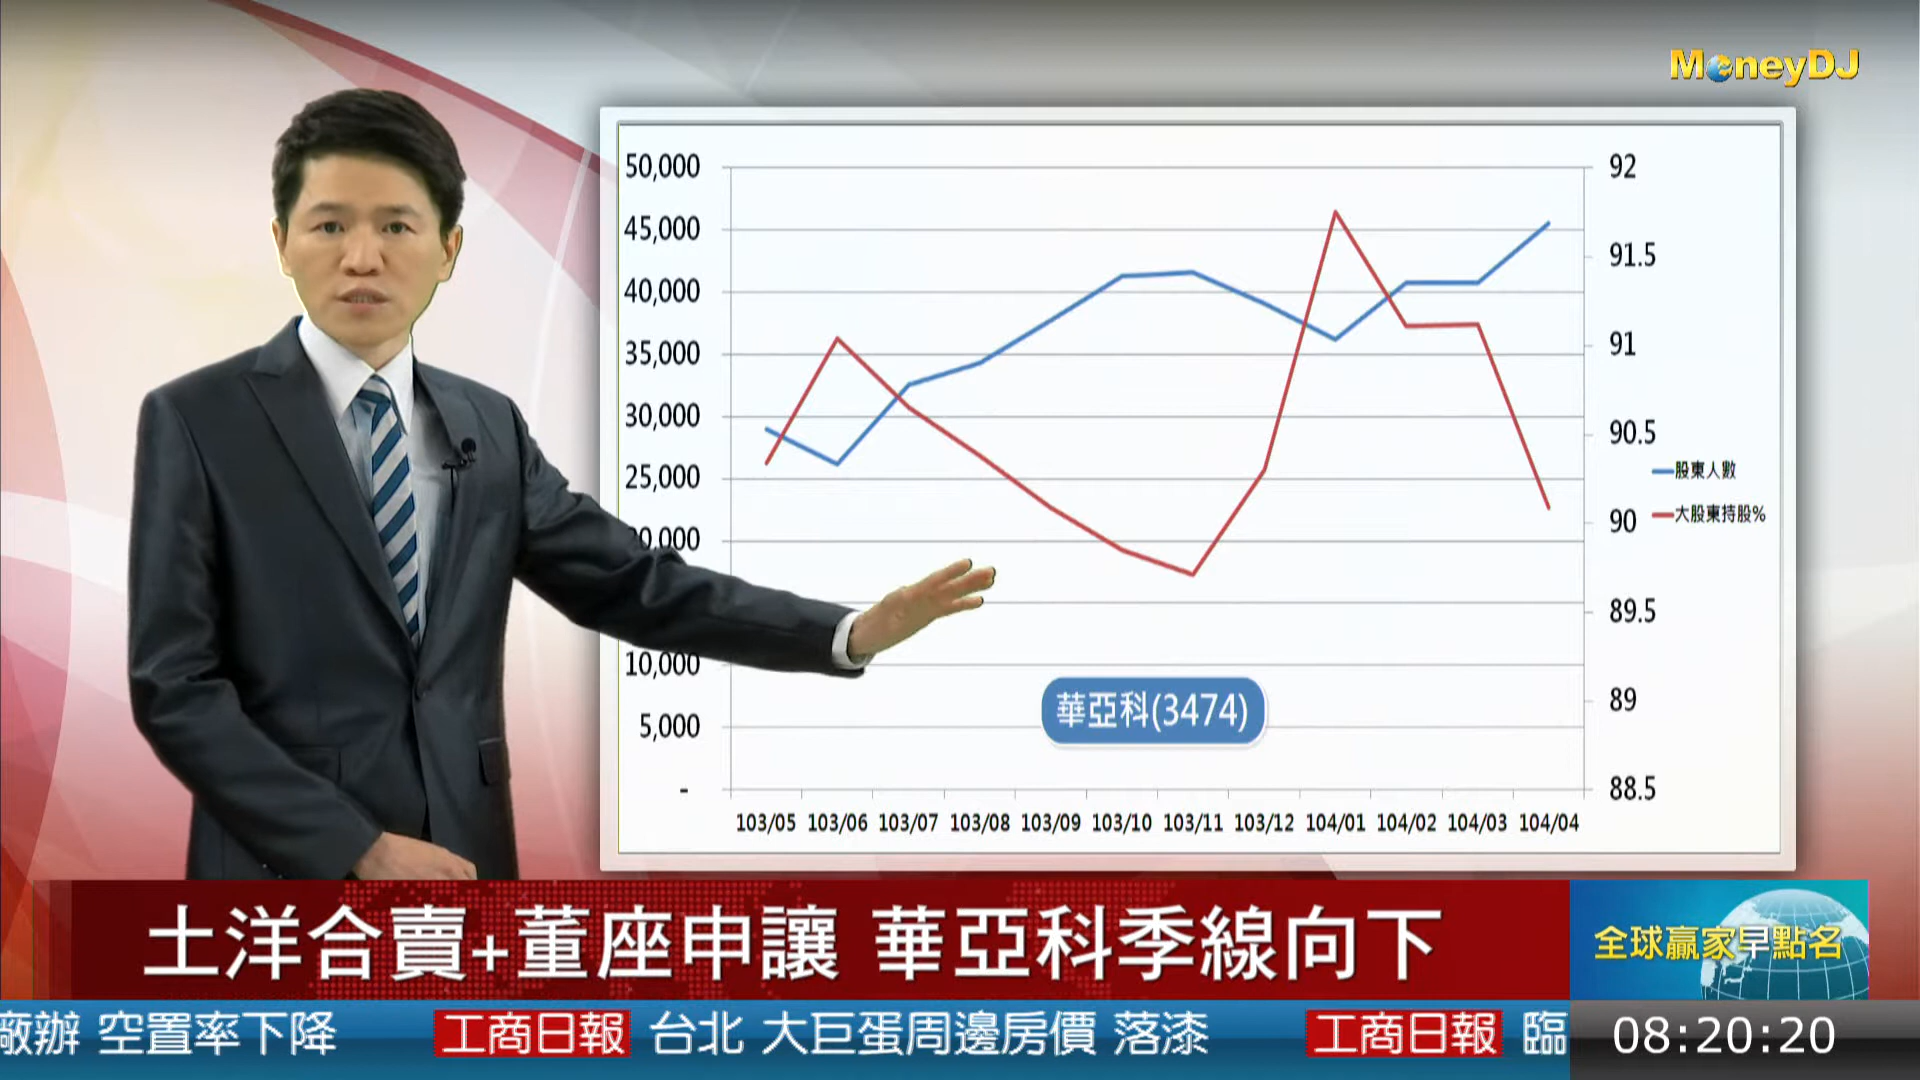 MoneyDJ
50,000
45,000
40,000
35,000
30,000
25,000
20,000
10,000
5,000
-
92
91.5
91
90.5
90
89.5
89
88.5
股東人數
大股東持股%
華亞科(3474)
103/05 103/06 103/07 103/08 103/09 103/10 103/11 103/12 104/01 104/02 104/03 104/04
土洋合賣+董座申讓 華亞科季線向下
全球贏家早點名
廠辦 空置率下降 工商日報 台北 大巨蛋周邊房價 落漆 工商日報 臨
08:20:20